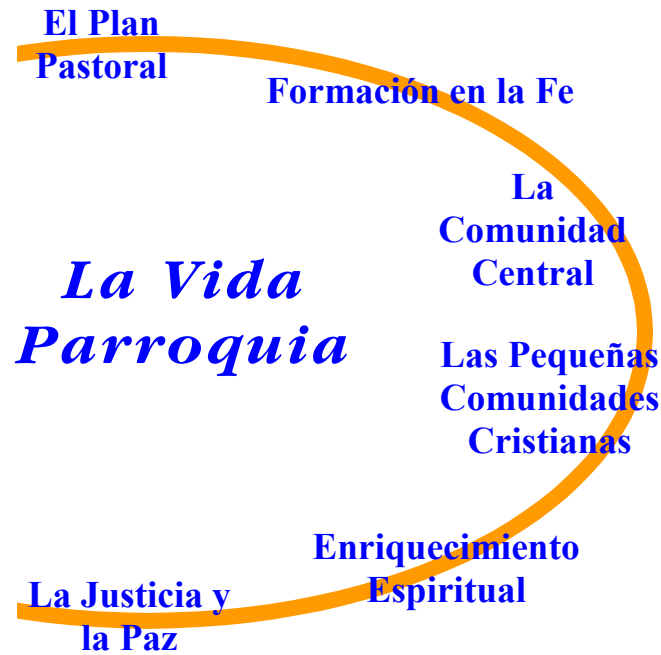 El Plan
Pastoral
Formación en la Fe
La
Comunidad
Central
La Vida
Parroquia
Las Pequeñas
Comunidades
Cristianas
Enriquecimiento
Espiritual
La Justicia y
la Paz